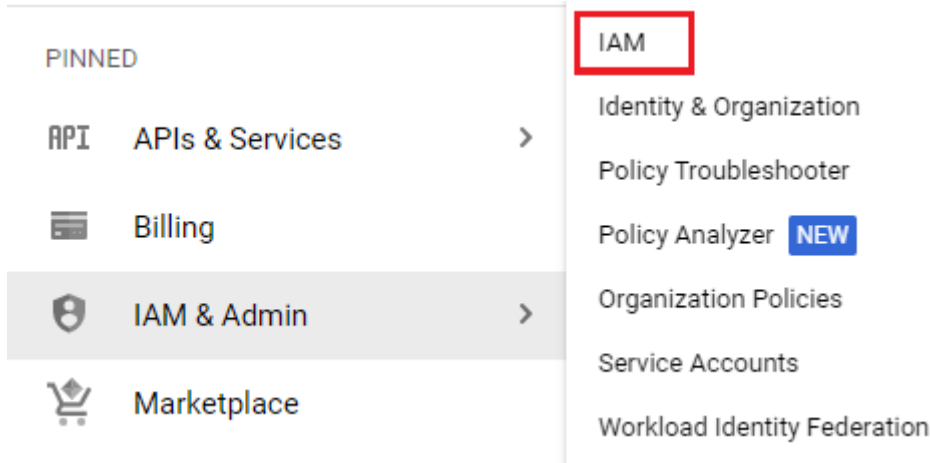 PINNED
API APIs & Services
Billing
IAM & Admin
Marketplace
IAM
Identity & Organization
Policy Troubleshooter
Policy Analyzer NEW
Organization Policies
Service Accounts
Workload Identity Federation